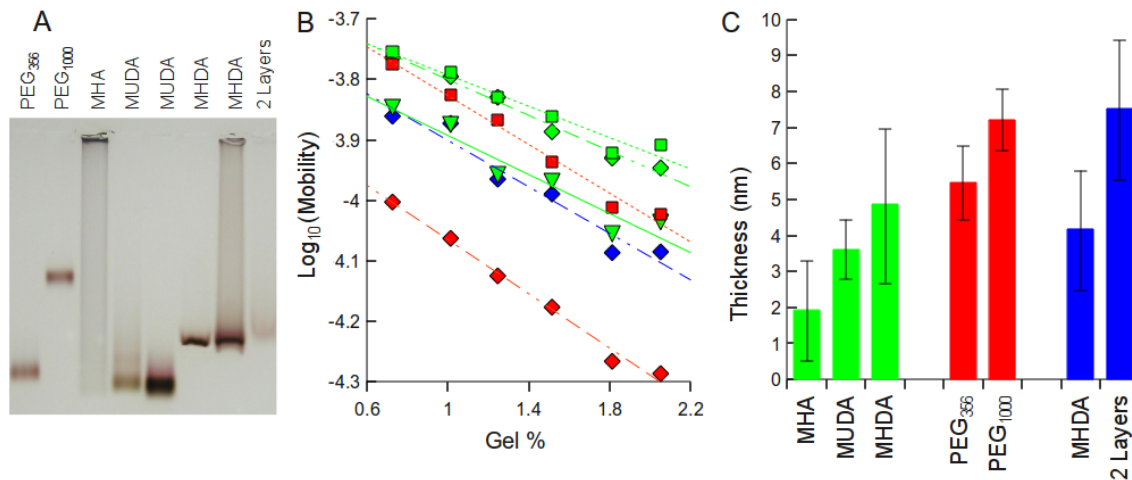 A
PEG₃₅₆
PEG₁₀₀₀
MHA
MUDA
MUDA
MHDA
MHDA
2 Layers
B
Log₁₀(Mobility)
-3.7
-3.8
-3.9
-4
-4.1
-4.2
-4.3
0.6
1
1.4
1.8
2.2
Gel %
C
Thickness (nm)
10
9
8
7
6
5
4
3
2
1
0
MHA
MUDA
MHDA
PEG₃₅₆
PEG₁₀₀₀
MHDA
2 Layers